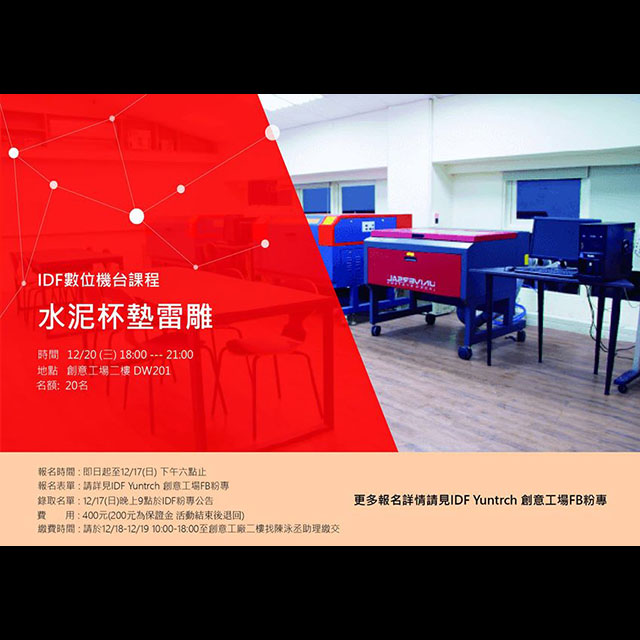 IDF數位機台課程
水泥杯墊雷雕
時間 12/20 (三) 18:00 --- 21:00
地點 創意工場二樓 DW201
名額: 20名
UNIVERSAL
報名時間 : 即日起至12/17(日) 下午六點止
報名表單 : 請詳見IDF Yuntrch 創意工場FB粉專
錄取名單 : 12/17(日)晚上9點於IDF粉專公告
費 用 : 400元(200元為保證金 活動結束後退回)
繳費時間 : 請於12/18-12/19 10:00-18:00至創意工廠二樓找陳泳丞助理繳交
更多報名詳情請見IDF Yuntrch 創意工場FB粉專